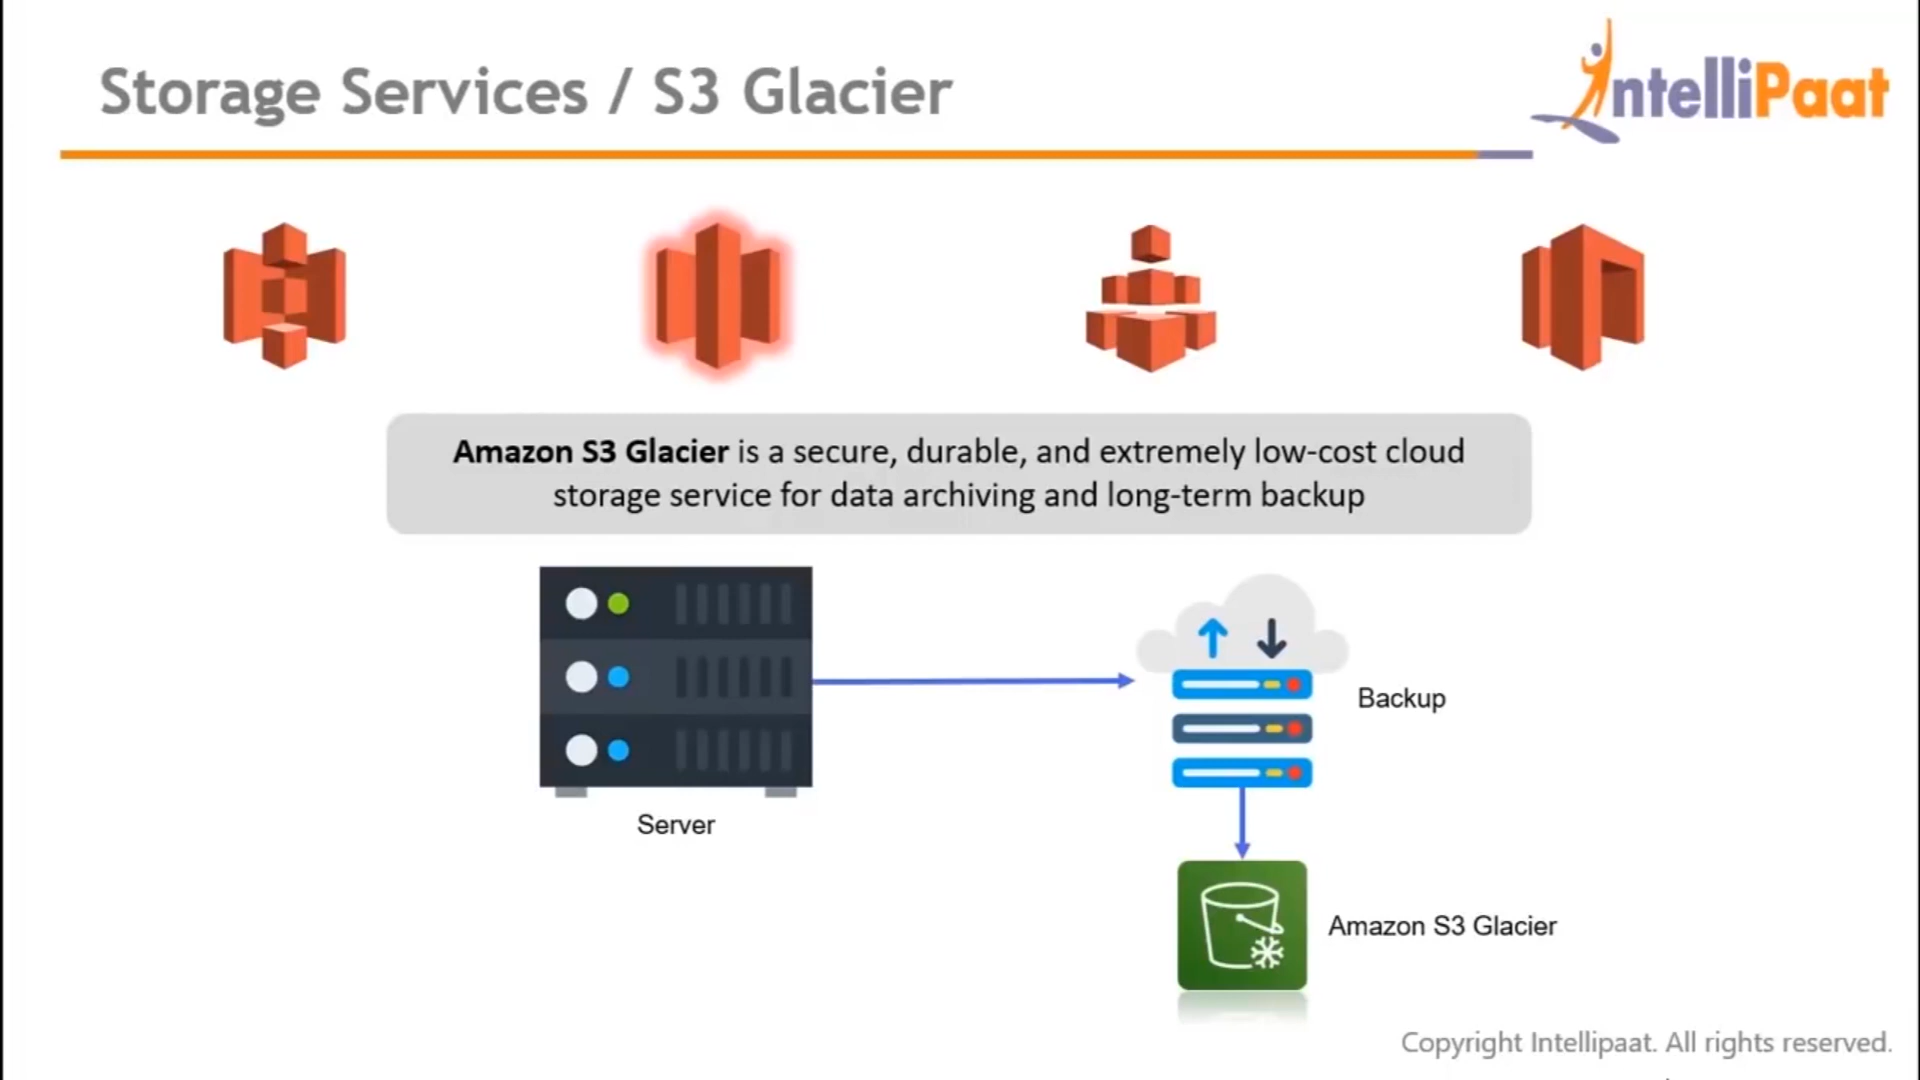 Storage Services / S3 Glacier
IntelliPaat
Amazon S3 Glacier is a secure, durable, and extremely low-cost cloud
storage service for data archiving and long-term backup
Backup
Server
Amazon S3 Glacier
Copyright Intellipaat. All rights reserved.